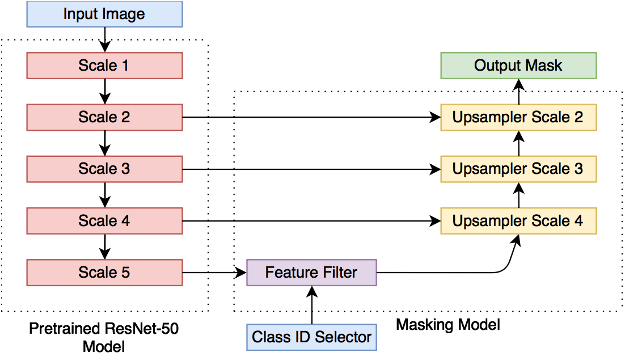 Input Image
Scale 1
Scale 2
Scale 3
Scale 4
Scale 5
Pretrained ResNet-50
Model
Output Mask
Upsampler Scale 2
Upsampler Scale 3
Upsampler Scale 4
Feature Filter
Class ID Selector
Masking Model